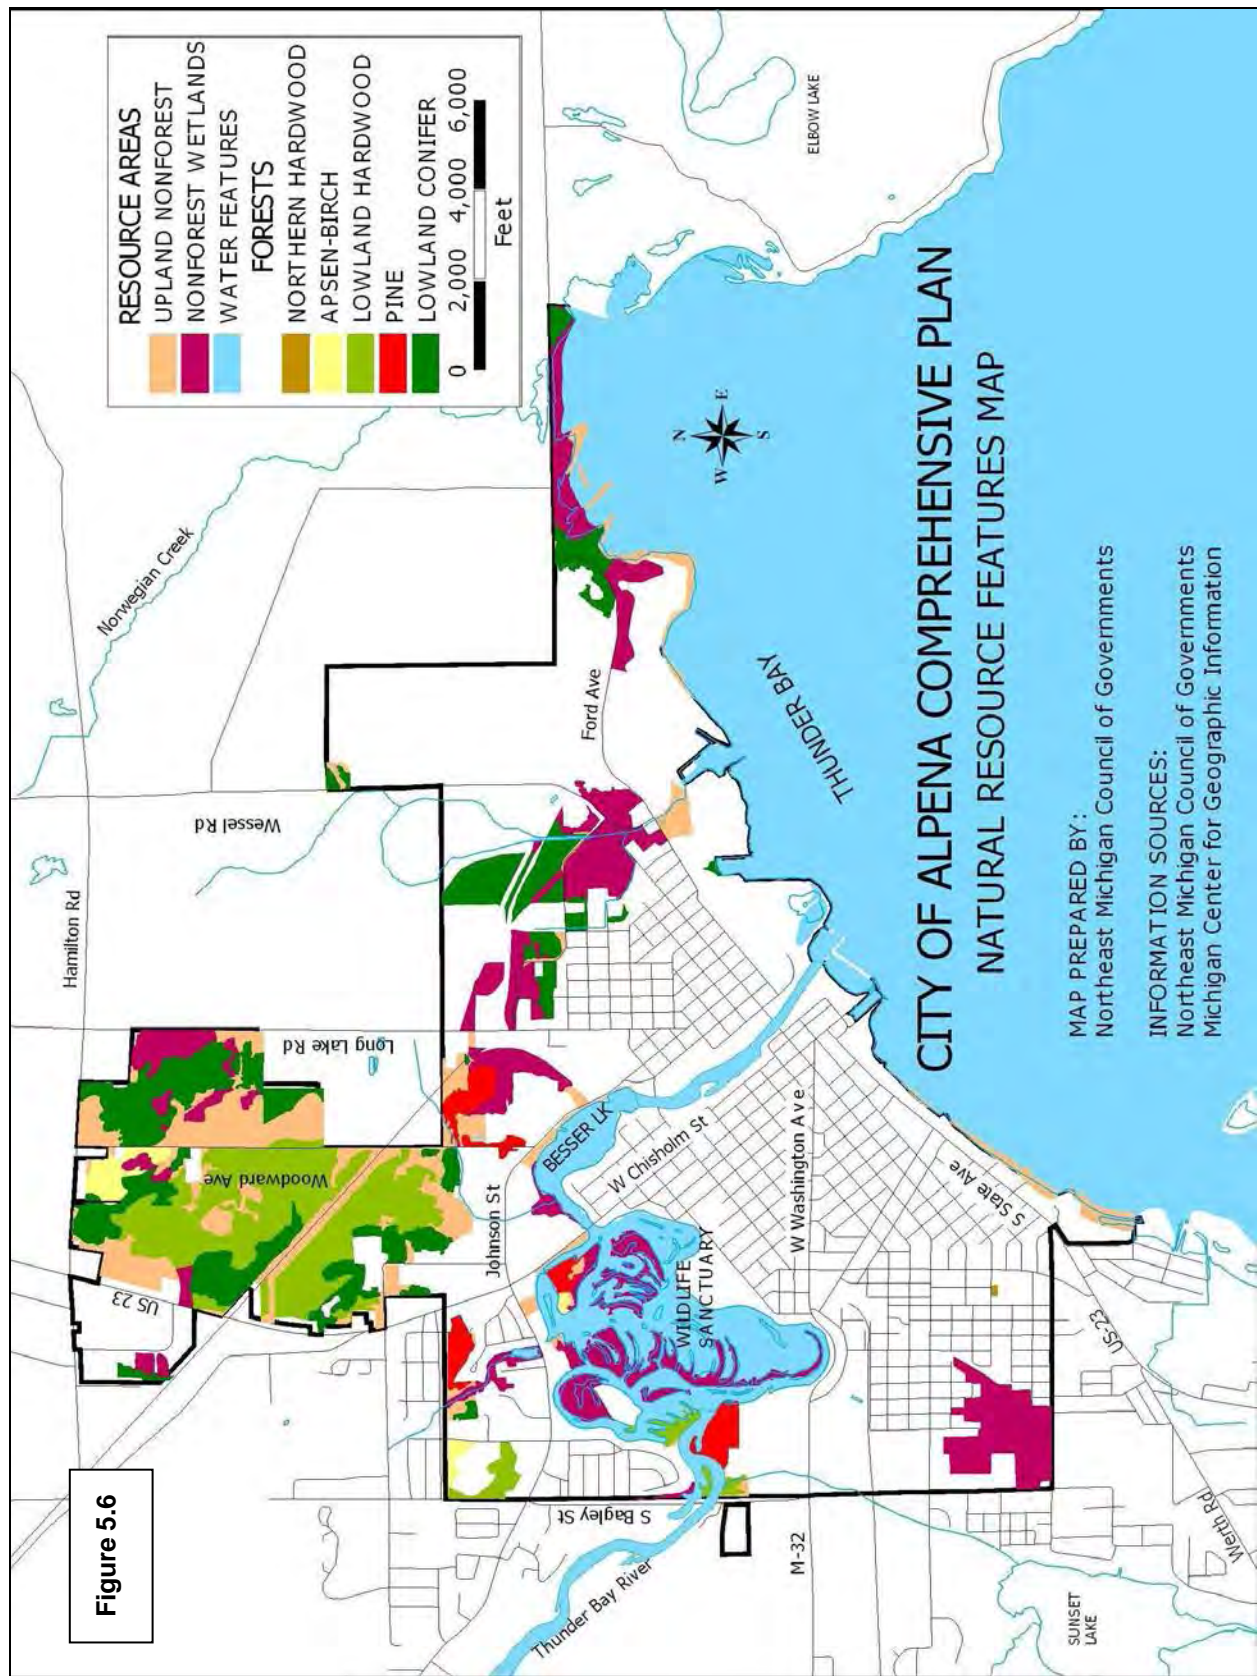 Figure 5.6
RESOURCE AREAS
UPLAND NONFOREST
NONFOREST WETLANDS
WATER FEATURES
FORESTS
NORTHERN HARDWOOD
APSEN-BIRCH
LOWLAND HARDWOOD
PINE
LOWLAND CONIFER
0 2,000 4,000 6,000
Feet
Hamilton Rd
Norwegian Creek
ELBOW LAKE
Wessel Rd
Long Lake Rd
Woodward Ave
US 23
Johnson St
Ford Ave
BESSER LK
W Chisholm St
W Washington Ave
S State Ave
WILDLIFE
SANCTUARY
S Bagley St
Thunder Bay River
M-32
US-23
Werth Rd
SUNSET
LAKE
THUNDER BAY
N
W E
S
CITY OF ALPENA COMPREHENSIVE PLAN
NATURAL RESOURCE FEATURES MAP
MAP PREPARED BY:
Northeast Michigan Council of Governments
INFORMATION SOURCES:
Northeast Michigan Council of Governments
Michigan Center for Geographic Information